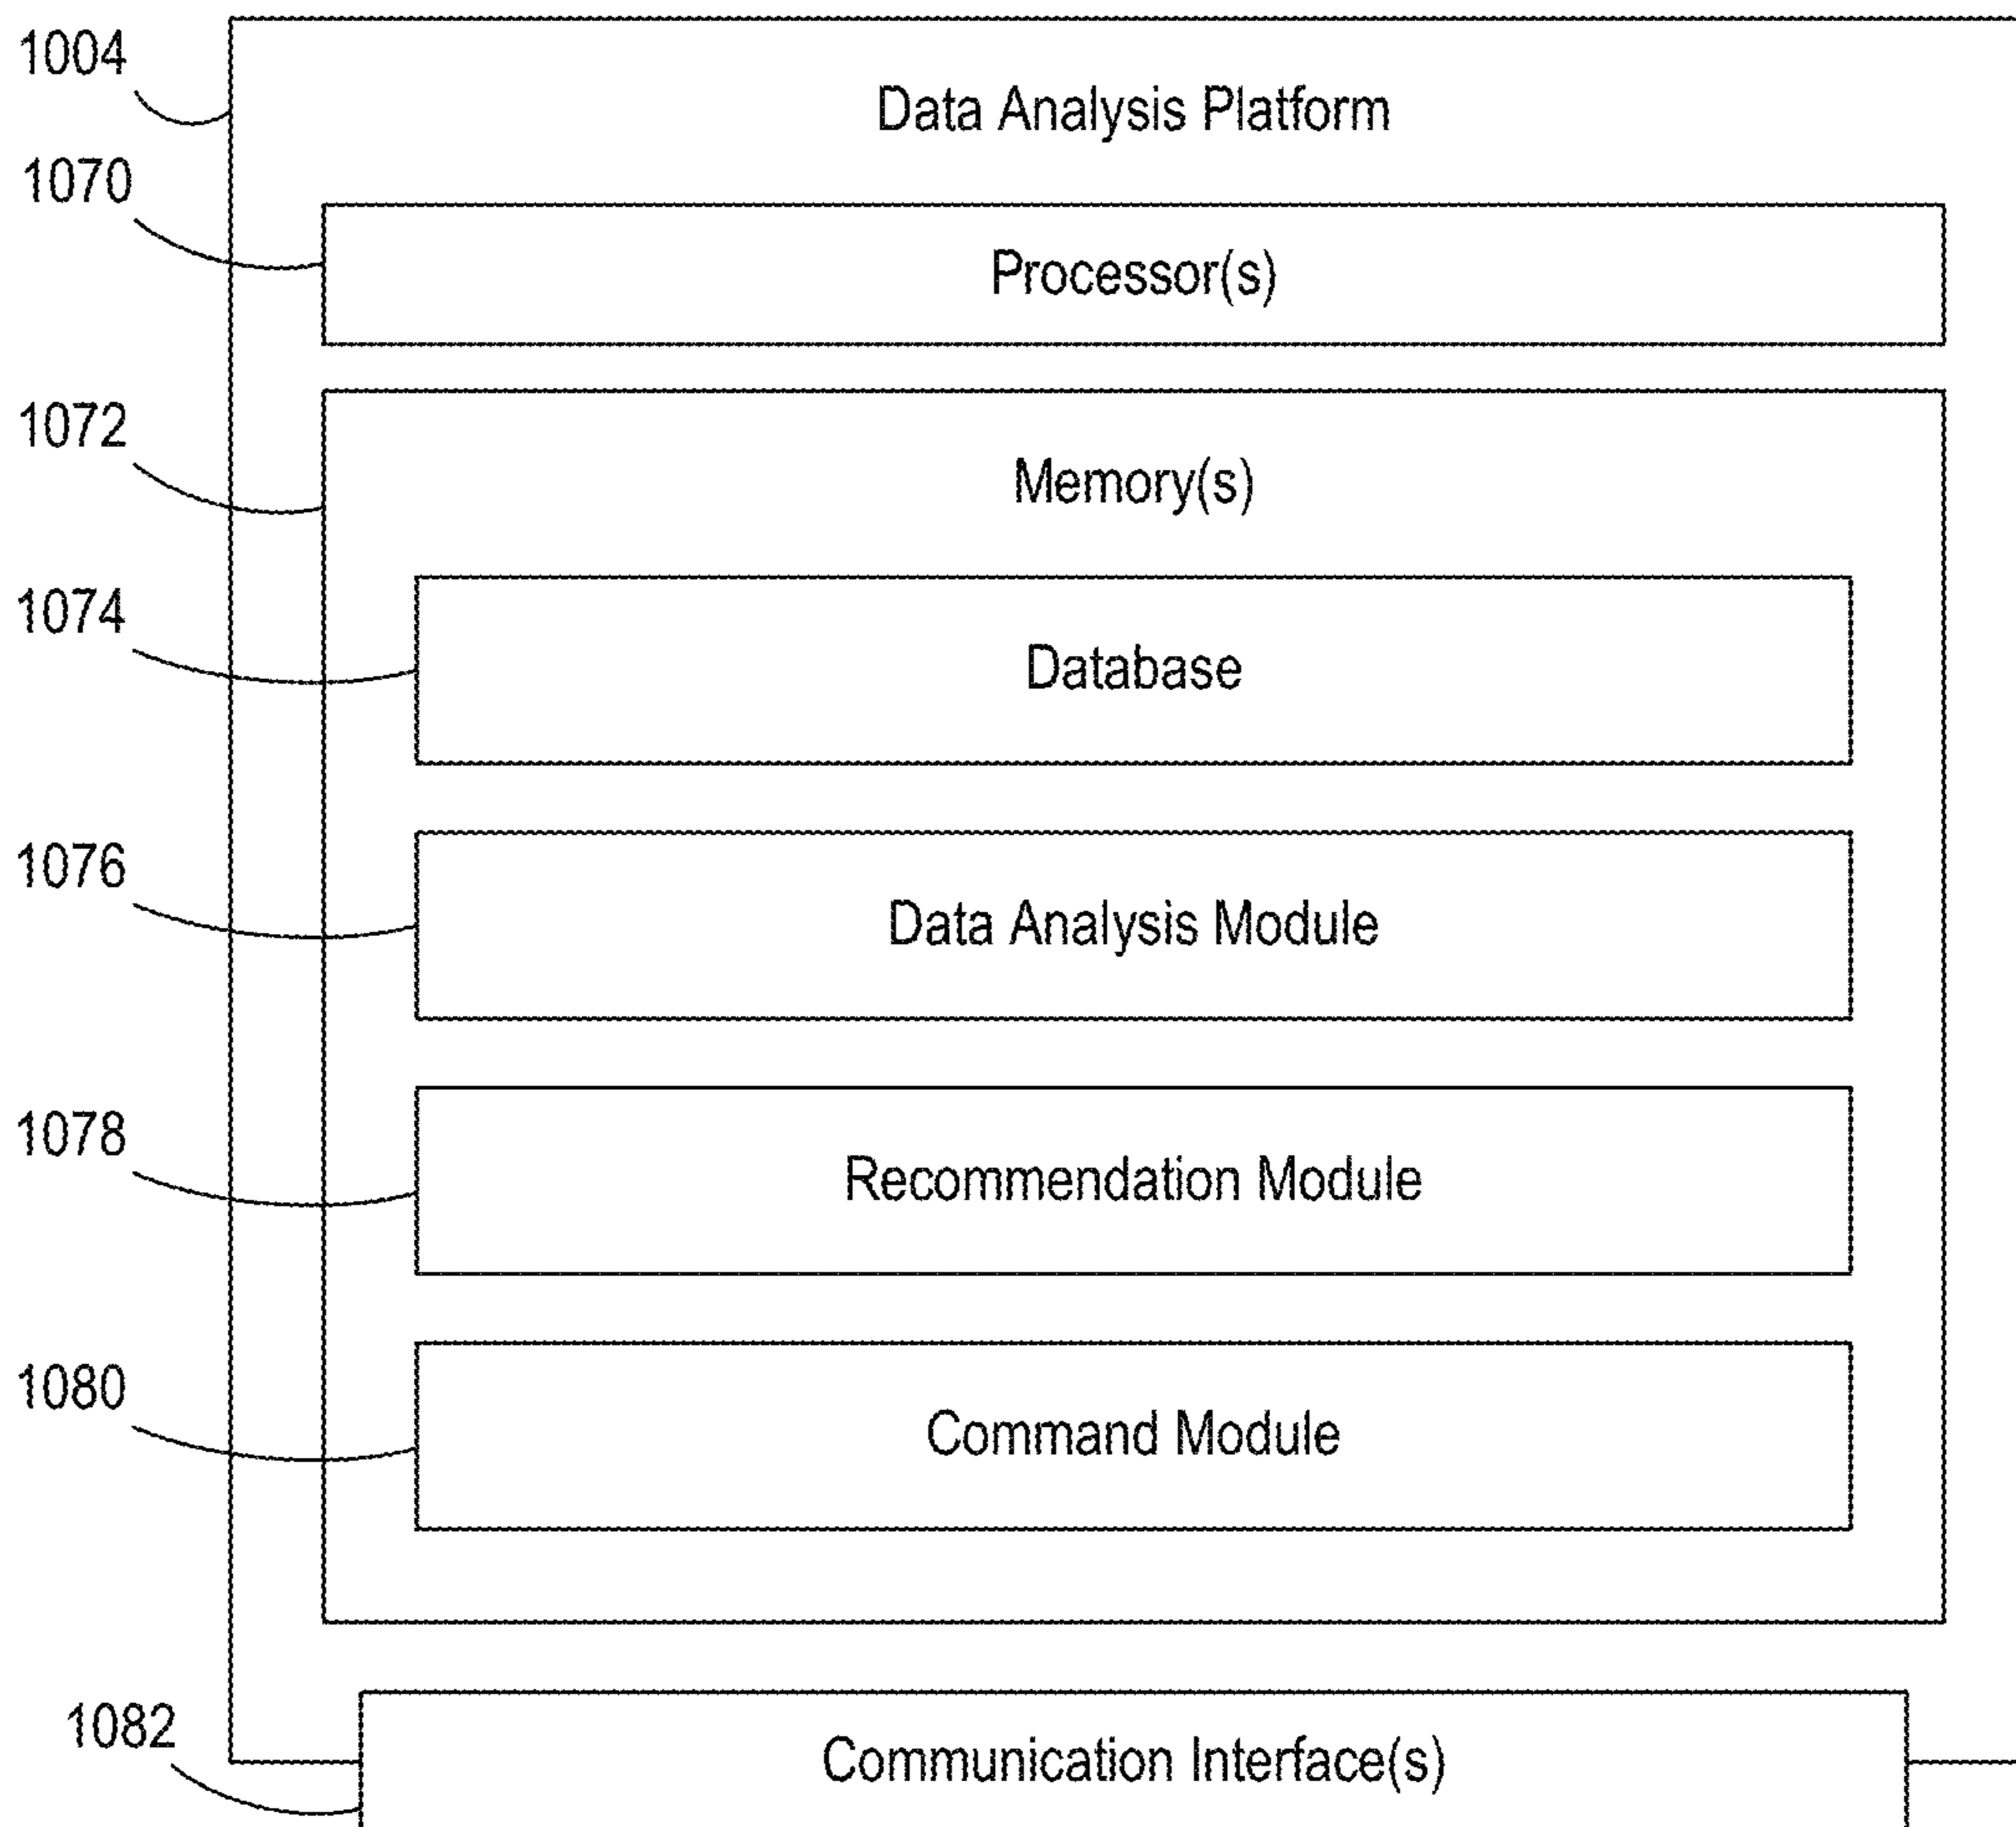 1004
Data Analysis Platform
1070
Processor(s)
1072
Memory(s)
1074
Database
1076
Data Analysis Module
1078
Recommendation Module
1080
Command Module
1082
Communication Interface(s)